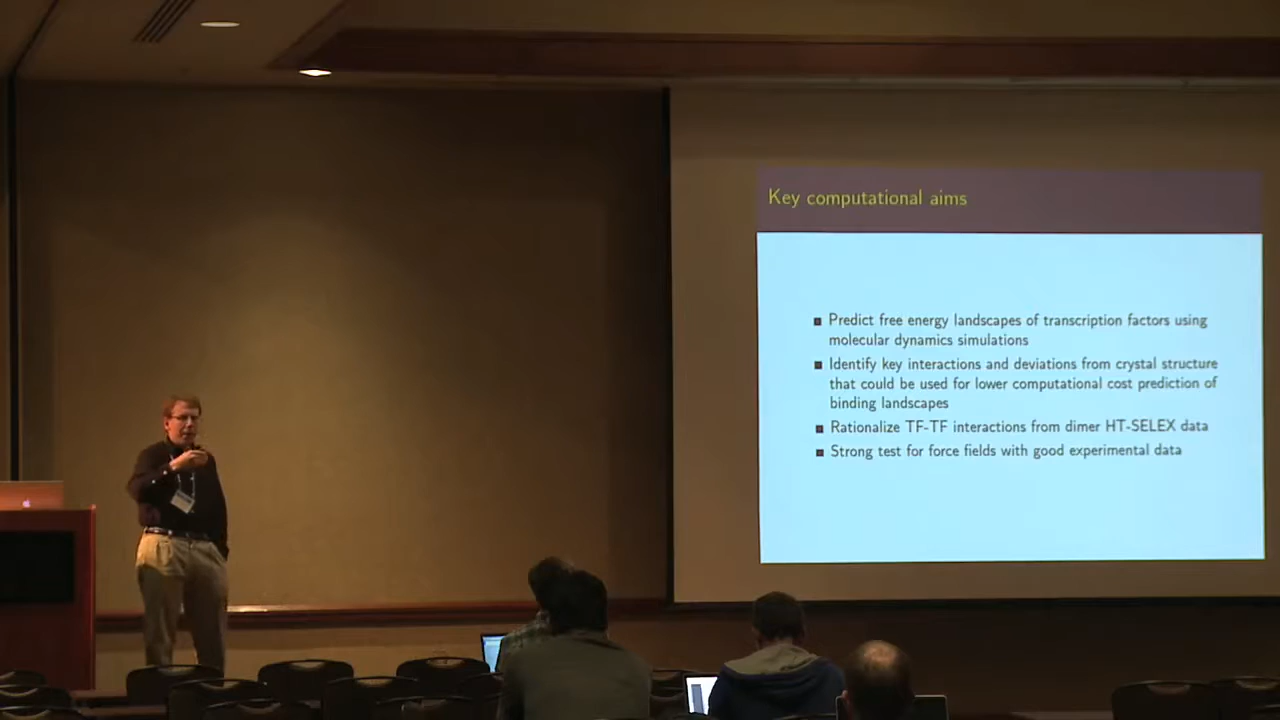 Key computational aims
Predict free energy landscapes of transcription factors using
molecular dynamics simulations
Identify key interactions and deviations from crystal structure
that could be used for lower computational cost prediction of
binding landscapes
Rationalize TF-TF interactions from dimer HT-SELEX data
Strong test for force fields with good experimental data